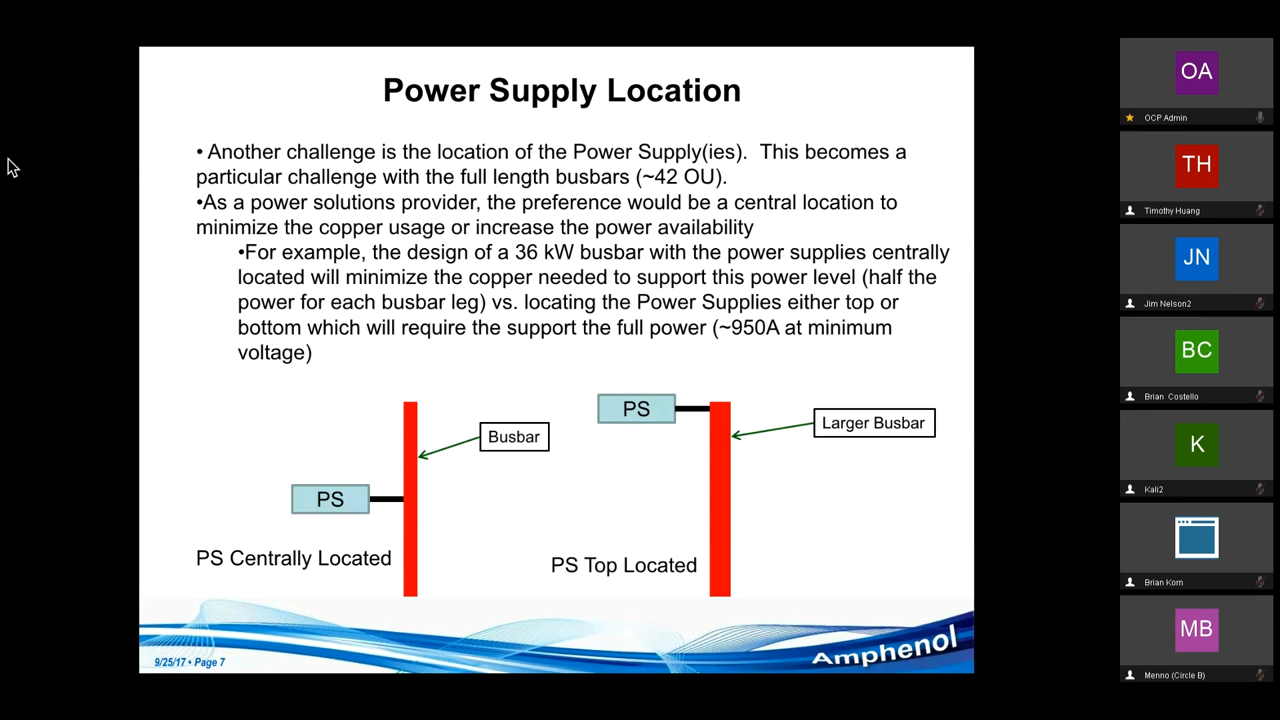 Power Supply Location
• Another challenge is the location of the Power Supply(ies).  This becomes a
particular challenge with the full length busbars (~42 OU).
•As a power solutions provider, the preference would be a central location to
minimize the copper usage or increase the power availability
•For example, the design of a 36 kW busbar with the power supplies centrally
located will minimize the copper needed to support this power level (half the
power for each busbar leg) vs. locating the Power Supplies either top or
bottom which will require the support the full power (~950A at minimum
voltage)
PS
Larger Busbar
Busbar
PS
PS Centrally Located
PS Top Located
9/25/17 • Page 7
Amphenol
OA
OCP Admin
TH
Timothy Huang
JN
Jim Nelson2
BC
Brian Costello
K
Kali2
Brian Korn
MB
Menno (Circle B)